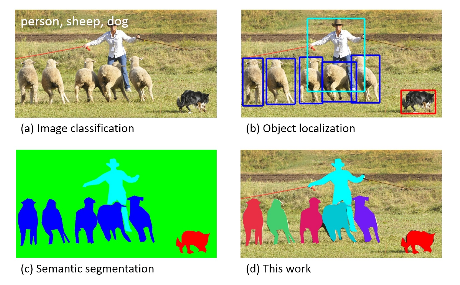 person, sheep, dog
(a) Image classification
(b) Object localization
(c) Semantic segmentation
(d) This work